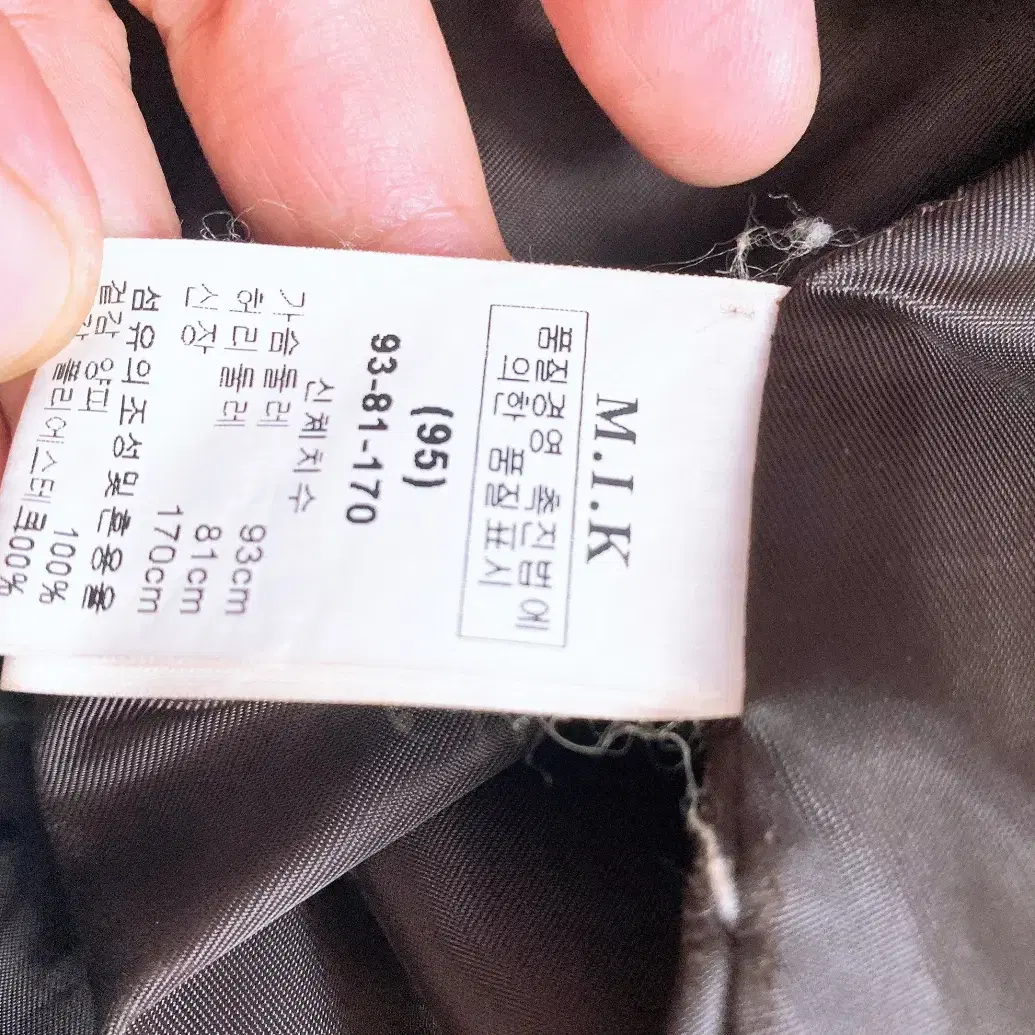 M.I.K
품질경영 촉진법에
의한 품질표시
(95)
93-81-170
신체치수
가슴둘레 93cm
허리둘레 81cm
신장 170cm
섬유의조성및혼용율
겉감 양피 100%
폴리에스테르100%